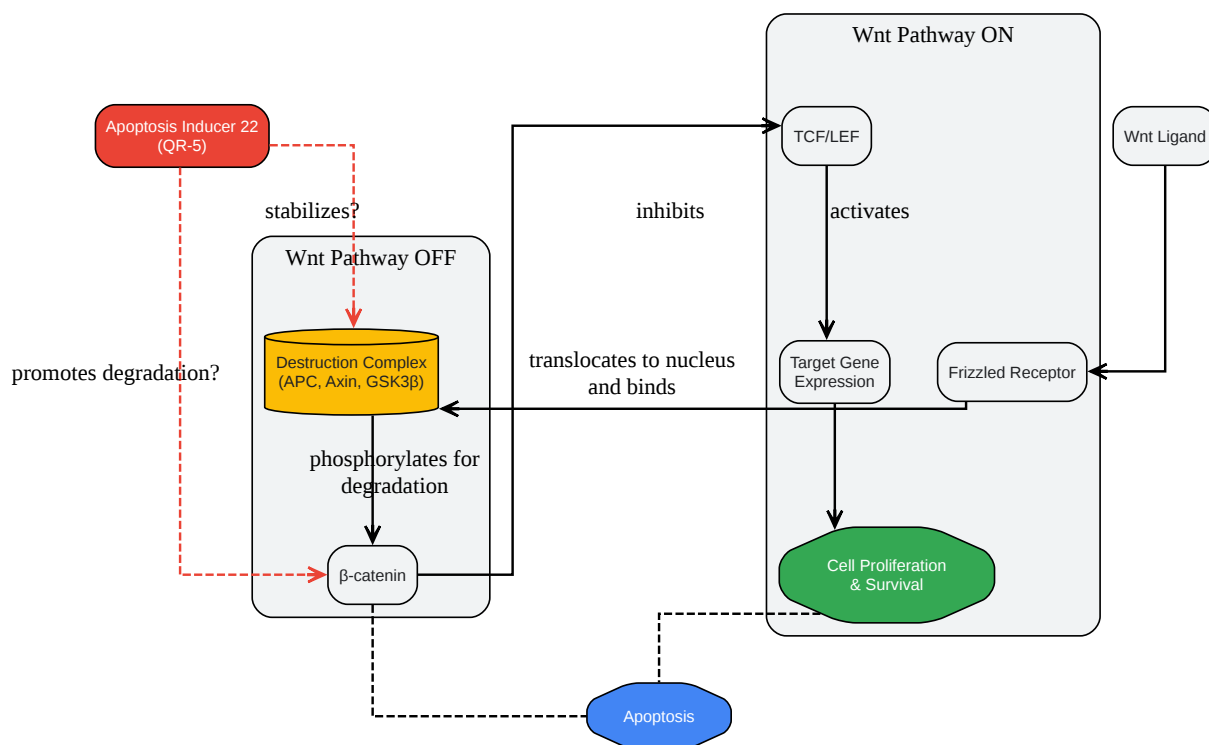 Wnt Pathway ON
Apoptosis Inducer 22
(QR-5)
TCF/LEF
Wnt Ligand
stabilizes?
inhibits
activates
Wnt Pathway OFF
promotes degradation?
Destruction Complex
(APC, Axin, GSK3β)
translocates to nucleus
and binds
Target Gene
Expression
Frizzled Receptor
phosphorylates for
degradation
β-catenin
Cell Proliferation
& Survival
Apoptosis